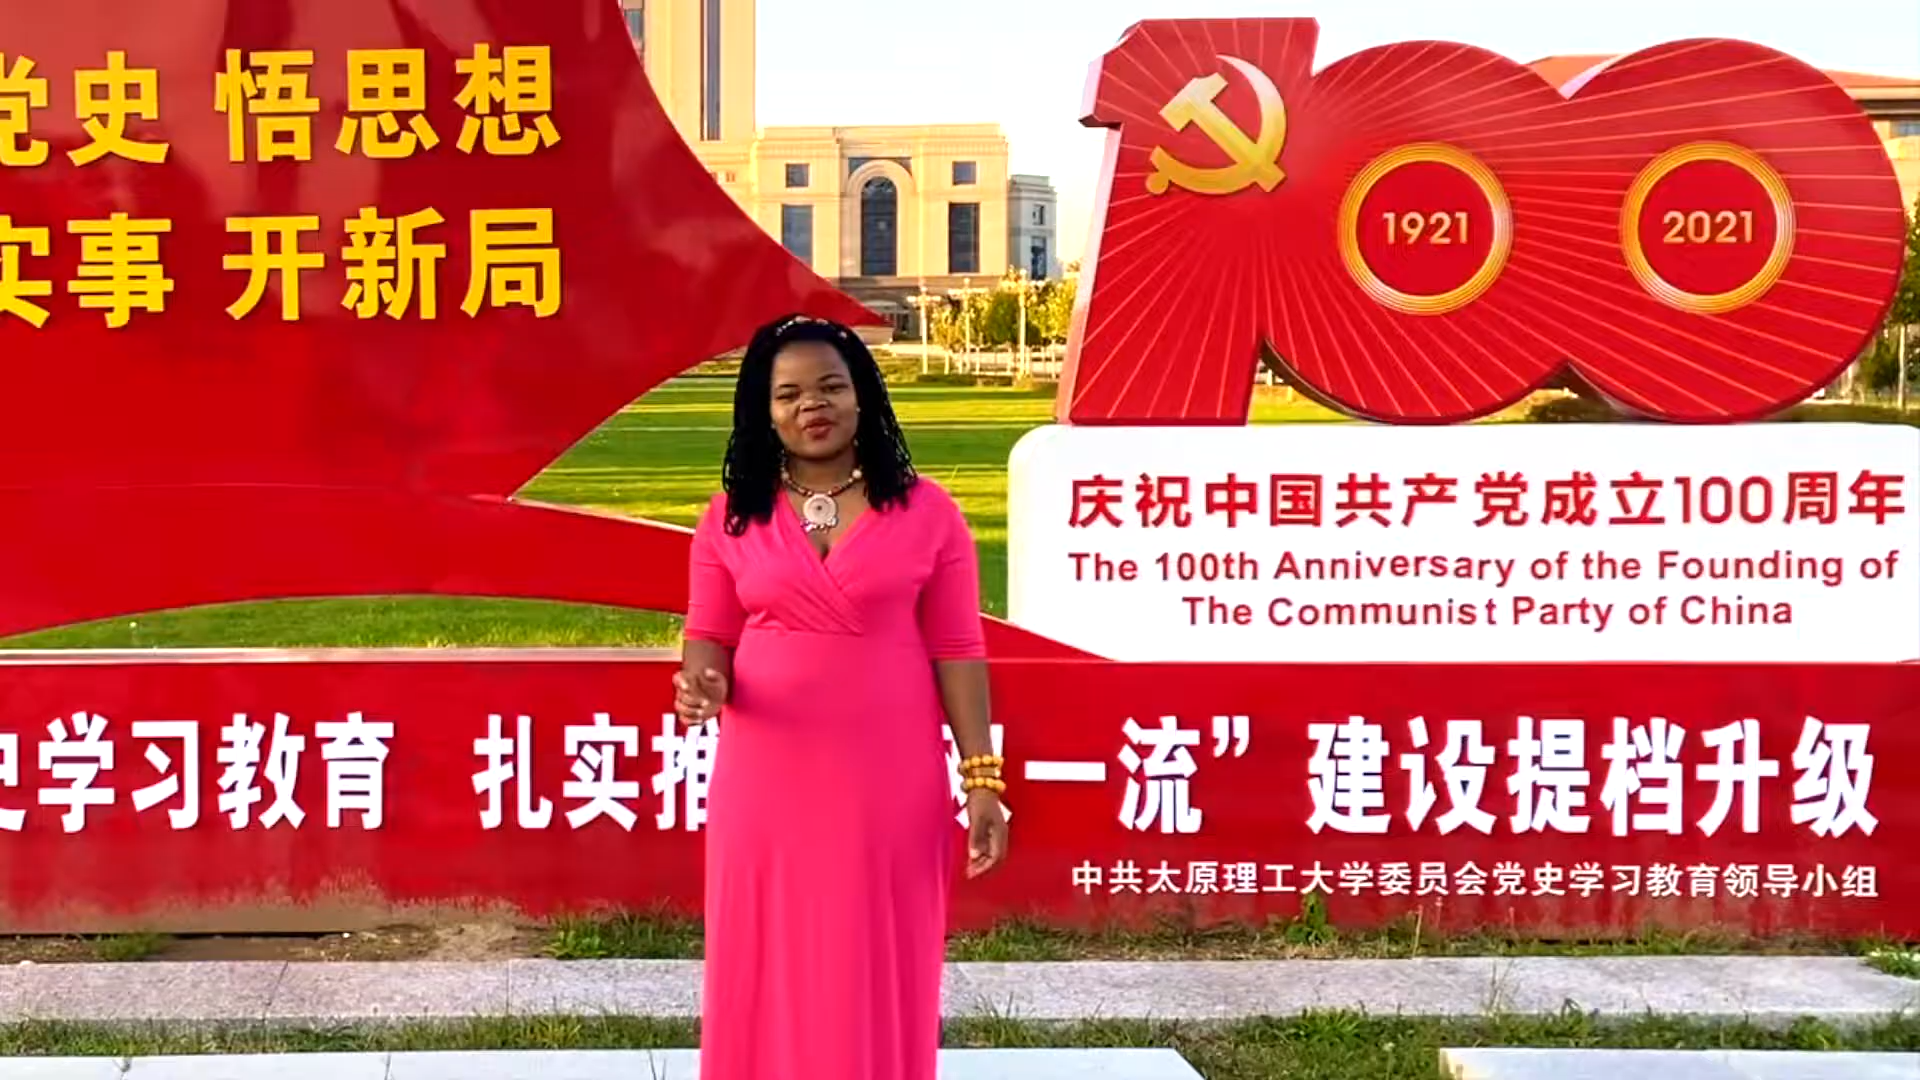 党史 悟思想
实事 开新局
1921
2021
庆祝中国共产党成立100周年
The 100th Anniversary of the Founding of
The Communist Party of China
史学习教育 扎实推 一流” 建设提档升级
中共太原理工大学委员会党史学习教育领导小组